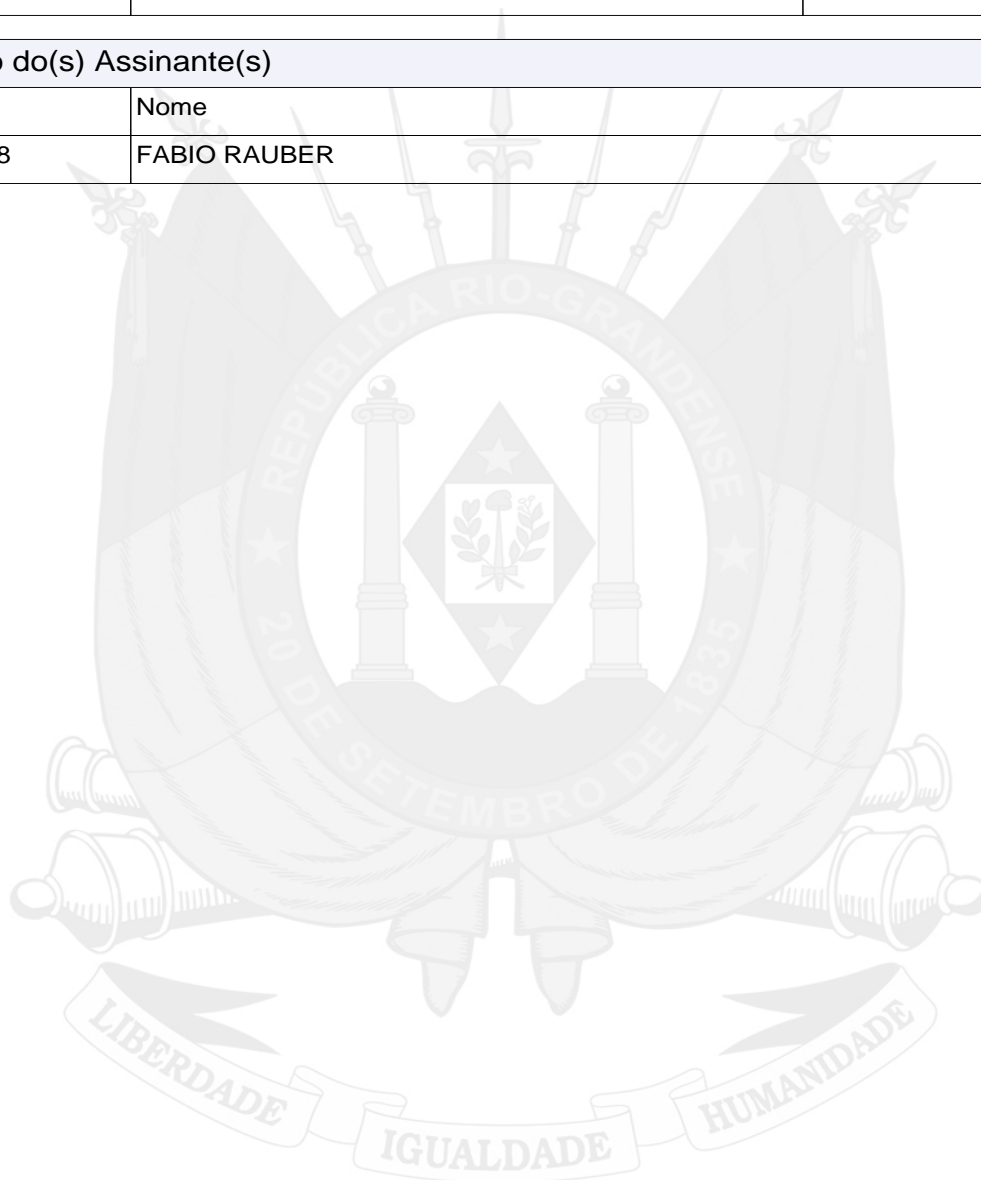 o do(s) Assinante(s)
Nome
8 FABIO RAUBER
REPÚBLICA RIO-GRANDENSE
★ 20 DE SETEMBRO DE 1835 ★
LIBERDADE IGUALDADE HUMANIDADE